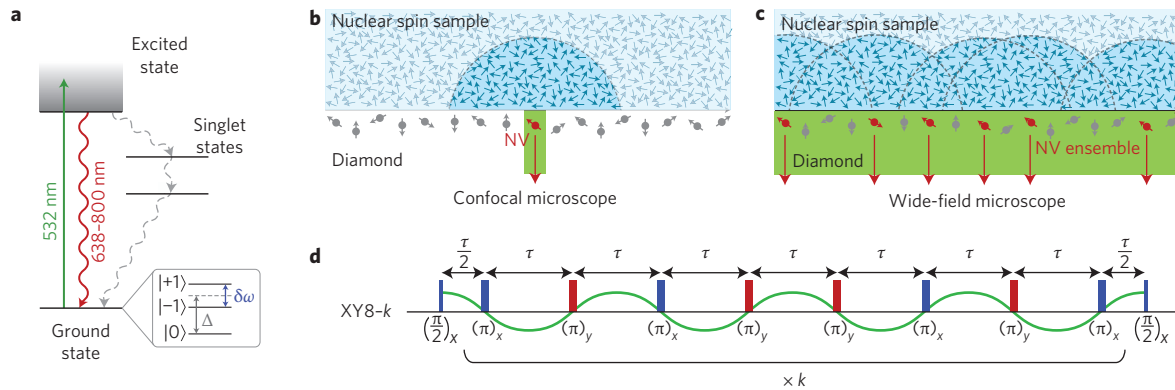 a
Excited
state
Singlet
states
532 nm
638–800 nm
|+1⟩
|−1⟩
|0⟩
δω
Δ
Ground
state
b
Nuclear spin sample
NV
Diamond
Confocal microscope
c
Nuclear spin sample
NV ensemble
Diamond
Wide-field microscope
d
τ/2 τ τ τ τ τ τ τ τ/2
XY8-k
(π/2)ₓ (π)ₓ (π)ᵧ (π)ₓ (π)ᵧ (π)ᵧ (π)ₓ (π)ᵧ (π)ₓ (π/2)ₓ
× k